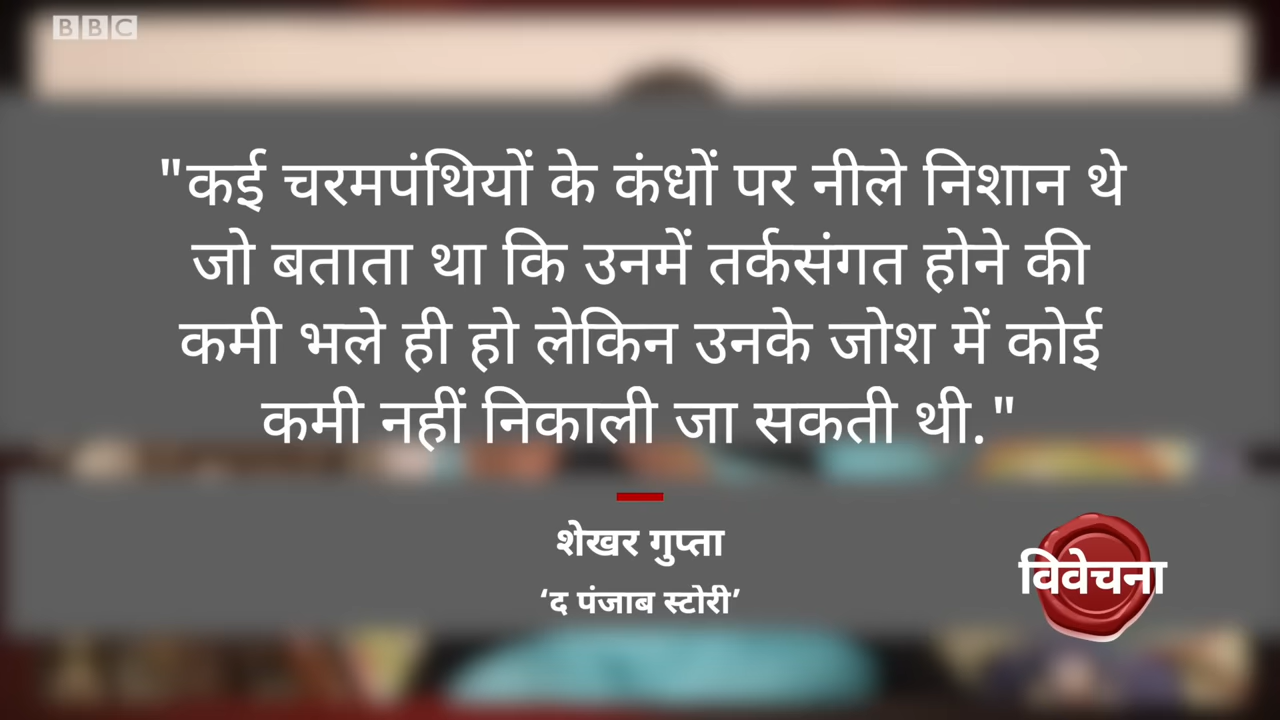 BBC
"कई चरमपंथियों के कंधों पर नीले निशान थे
जो बताता था कि उनमें तर्कसंगत होने की
कमी भले ही हो लेकिन उनके जोश में कोई
कमी नहीं निकाली जा सकती थी."
शेखर गुप्ता
‘द पंजाब स्टोरी’
विवेचना